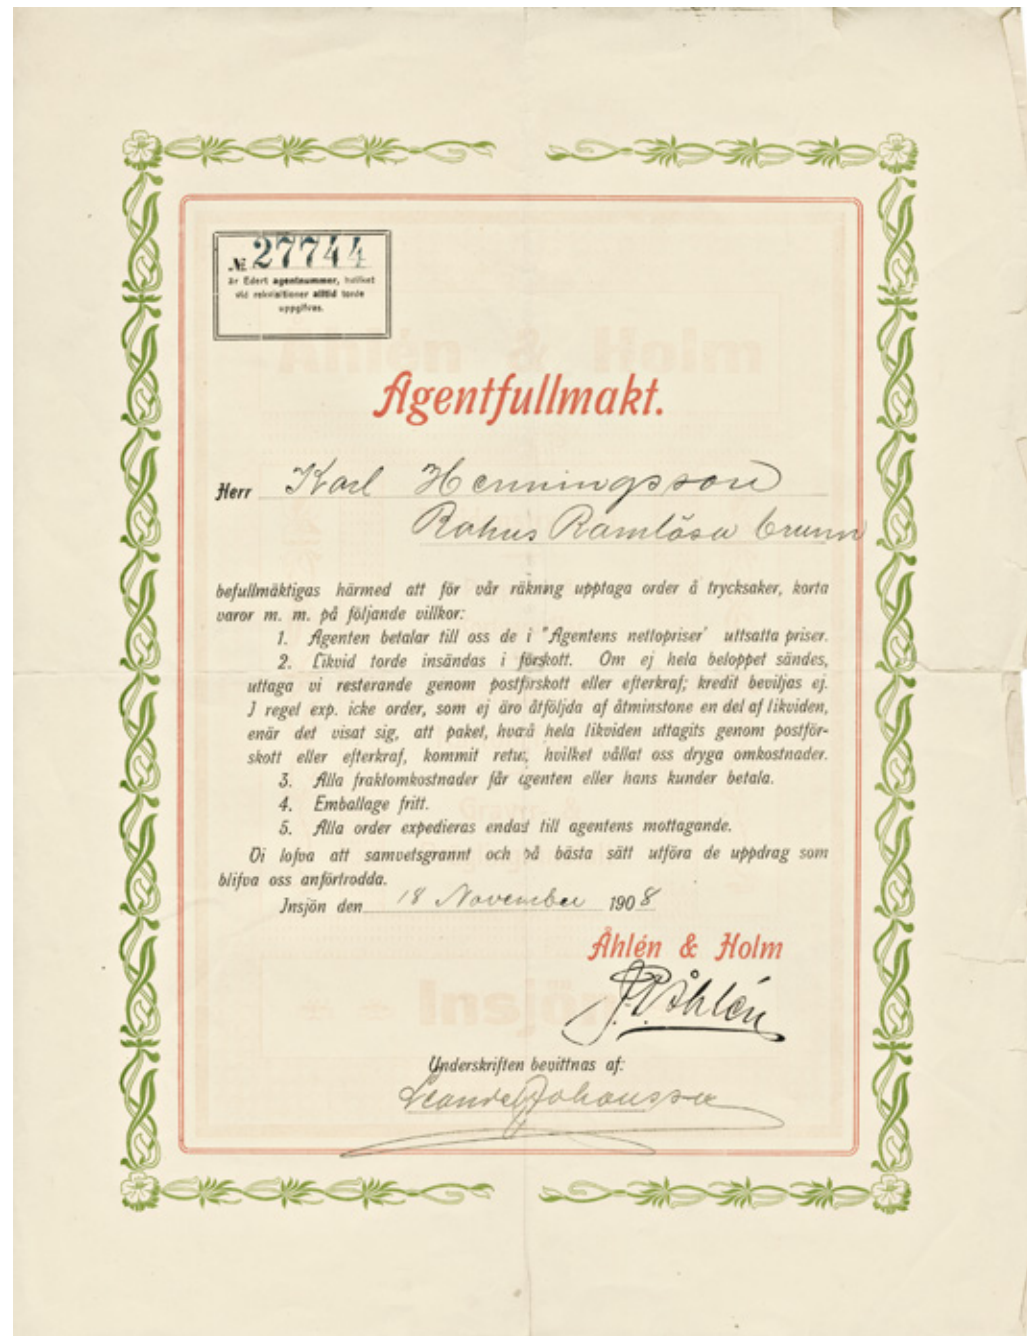 № 27744
är Edert agentnummer, hvilket
vid rekvisitioner alltid torde
uppgifvas.
Åhlén & Holm
Agentfullmakt.
Herr Karl Henningsson
Ramlösa brunn
befullmäktigas härmed att för vår räkning upptaga order å trycksaker, korta
varor m. m. på följande villkor:
1. Agenten betalar till oss de i "Agentens nettopriser" uttsatta priser.
2. Likvid torde insändas i förskott. Om ej hela beloppet sändes,
uttaga vi resterande genom postförskott eller efterkraf; kredit beviljas ej.
I regel exp. icke order, som ej äro åtföljda af åtminstone en del af likviden,
enär det visat sig, att paket, hvarå hela likviden uttagits genom postför-
skott eller efterkraf, kommit retur, hvilket vållat oss dryga omkostnader.
3. Alla fraktomkostnader får agenten eller hans kunder betala.
4. Emballage fritt.
5. Alla order expedieras endast till agentens mottagande.
Vi lofva att samvetsgrannt och på bästa sätt utföra de uppdrag som
blifva oss anförtrodda.
Insjön den 18 November 1908
Åhlén & Holm
J. P. Åhlén
Insjön
Underskriften bevittnas af:
Johansson